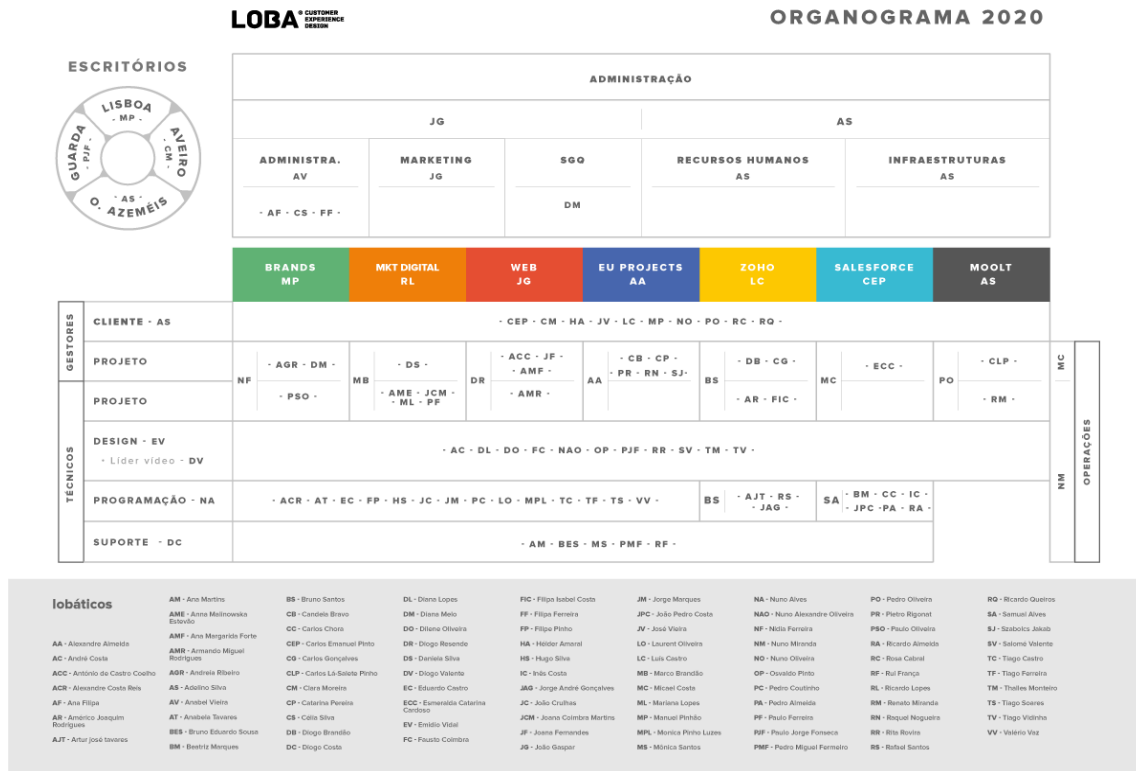 LOBA ® CUSTOMER EXPERIENCE DESIGN
ORGANOGRAMA 2020
ESCRITÓRIOS
LISBOA
- MP -
AVEIRO
- CM -
GUARDA
- PJF -
- AS -
O. AZEMÉIS
ADMINISTRAÇÃO
JG
AS
ADMINISTRA.
AV
- AF - CS - FF -
MARKETING
JG
SGQ
DM
RECURSOS HUMANOS
AS
INFRAESTRUTURAS
AS
BRANDS
MP
MKT DIGITAL
RL
WEB
JG
EU PROJECTS
AA
ZOHO
LC
SALESFORCE
CEP
MOOLT
AS
GESTORES
CLIENTE - AS
- CEP - CM - HA - JV - LC - MP - NO - PO - RC - RQ -
PROJETO
NF
- AGR - DM -
MB
- DS -
DR
- ACC - JF -
- AMF -
AA
- CB - CP -
- PR - RN - SJ-
BS
- DB - CG -
MC
- ECC -
PO
- CLP -
MC
TÉCNICOS
PROJETO
- PSO -
- AME - JCM -
- ML - PF
- AMR -
- AR - FIC -
- RM -
DESIGN - EV
- Líder vídeo - DV
- AC - DL - DO - FC - NAO - OP - PJF - RR - SV - TM - TV -
PROGRAMAÇÃO - NA
- ACR - AT - EC - FP - HS - JC - JM - PC - LO - MPL - TC - TF - TS - VV -
BS
- AJT - RS -
- JAG -
SA
- BM - CC - IC -
- JPC -PA - RA -
SUPORTE - DC
- AM - BES - MS - PMF - RF -
NM
OPERAÇÕES
lobáticos
AA - Alexandre Almeida
AC - André Costa
ACC - António de Castro Coelho
ACR - Alexandre Costa Reis
AF - Ana Filipa
AR - Américo Joaquim
Rodrigues
AJT - Artur josé tavares
AM - Ana Martins
AME - Anna Malinowska
Estevão
AMF - Ana Margarida Forte
AMR - Armando Miguel
Rodrigues
AGR - Andreia Ribeiro
AS - Adelino Silva
AV - Anabel Vieira
AT - Anabela Tavares
BES - Bruno Eduardo Sousa
BM - Beatriz Marques
BS - Bruno Santos
CB - Candela Bravo
CC - Carlos Chora
CEP - Carlos Emanuel Pinto
CG - Carlos Gonçalves
CLP - Carlos Lá-Salete Pinho
CM - Clara Moreira
CP - Catarina Pereira
CS - Célia Silva
DB - Diogo Brandão
DC - Diogo Costa
DL - Diana Lopes
DM - Diana Melo
DO - Dilene Oliveira
DR - Diogo Resende
DS - Daniela Silva
DV - Diogo Valente
EC - Eduardo Castro
ECC - Esmeralda Catarina
Cardoso
EV - Emídio Vidal
FC - Fausto Coimbra
FIC - Filipa Isabel Costa
FF - Filipa Ferreira
FP - Filipe Pinho
HA - Hélder Amaral
HS - Hugo Silva
IC - Inês Costa
JAG - Jorge André Gonçalves
JC - João Crulhas
JCM - Joana Coimbra Martins
JF - Joana Fernandes
JG - João Gaspar
JM - Jorge Marques
JPC - João Pedro Costa
JV - José Vieira
LO - Laurent Oliveira
LC - Luís Castro
MB - Marco Brandão
MC - Micael Costa
ML - Mariana Lopes
MP - Manuel Pinhão
MPL - Monica Pinho Luzes
MS - Mónica Santos
NA - Nuno Alves
NAO - Nuno Alexandre Oliveira
NF - Nídia Ferreira
NM - Nuno Miranda
NO - Nuno Oliveira
OP - Osvaldo Pinto
PC - Pedro Coutinho
PA - Pedro Almeida
PF - Paulo Ferreira
PJF - Paulo Jorge Fonseca
PMF - Pedro Miguel Fermeiro
PO - Pedro Oliveira
PR - Pietro Rigonat
PSO - Paulo Oliveira
RA - Ricardo Almeida
RC - Rosa Cabral
RF - Rui França
RL - Ricardo Lopes
RM - Renato Miranda
RN - Raquel Nogueira
RR - Rita Rovira
RS - Rafael Santos
RQ - Ricardo Queiros
SA - Samuel Alves
SJ - Szabolcs Jakab
SV - Salomé Valente
TC - Tiago Castro
TF - Tiago Ferreira
TM - Thalles Monteiro
TS - Tiago Soares
TV - Tiago Vidinha
VV - Valério Vaz